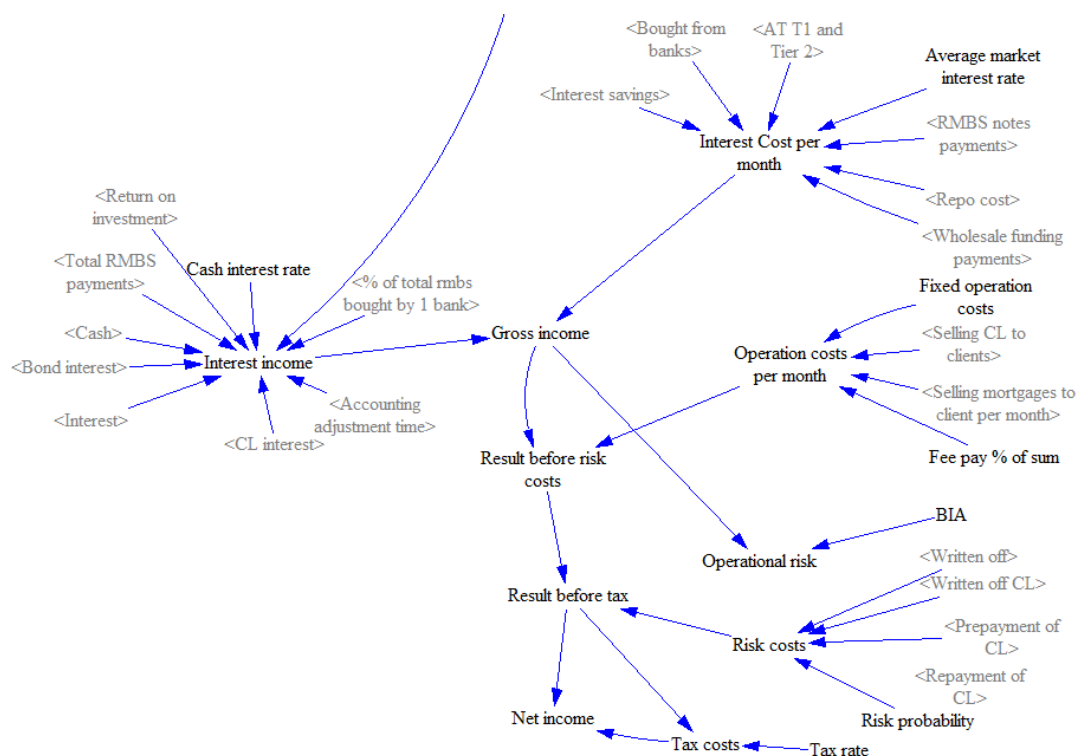 <Bought from
banks>
<AT T1 and
Tier 2>
Average market
interest rate
<Interest savings>
<RMBS notes
payments>
Interest Cost per
month
<Repo cost>
<Return on
investment>
<Wholesale funding
payments>
<Total RMBS
payments>
Cash interest rate
<% of total rmbs
bought by 1 bank>
Fixed operation
costs
<Cash>
Gross income
<Selling CL to
clients>
Interest income
Operation costs
per month
<Bond interest>
<Selling mortgages to
client per month>
<Interest>
<Accounting
adjustment time>
<CL interest>
Result before risk
costs
Fee pay % of sum
BIA
Operational risk
<Written off>
<Written off CL>
Result before tax
Risk costs
<Prepayment of
CL>
<Repayment of
CL>
Net income
Risk probability
Tax costs
Tax rate